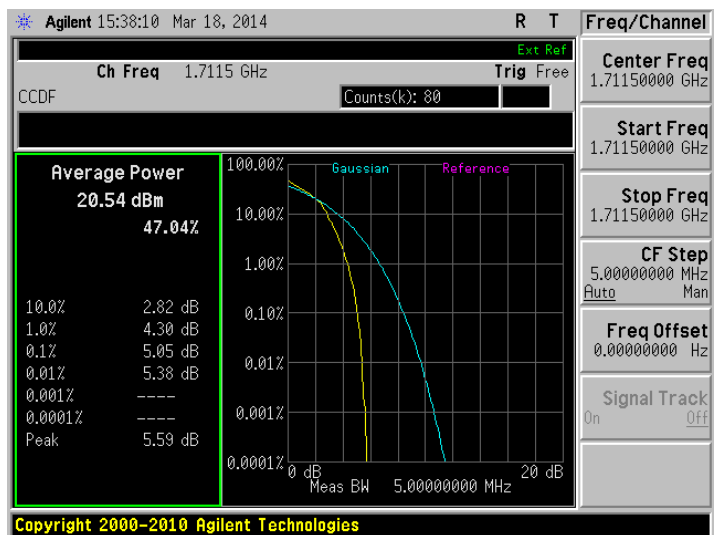 Agilent 15:38:10 Mar 18, 2014 R T
Ext Ref
Ch Freq 1.7115 GHz Trig Free
CCDF Counts(k): 80
Average Power
20.54 dBm
47.04%
10.0% 2.82 dB
1.0% 4.30 dB
0.1% 5.05 dB
0.01% 5.38 dB
0.001% ----
0.0001% ----
Peak 5.59 dB
Gaussian Reference
100.00%
10.00%
1.00%
0.10%
0.01%
0.001%
0.0001%
0 dB 20 dB
Meas BW 5.00000000 MHz
Freq/Channel
Center Freq
1.71150000 GHz
Start Freq
1.71150000 GHz
Stop Freq
1.71150000 GHz
CF Step
5.00000000 MHz
Auto Man
Freq Offset
0.00000000 Hz
Signal Track
On Off
Copyright 2000-2010 Agilent Technologies